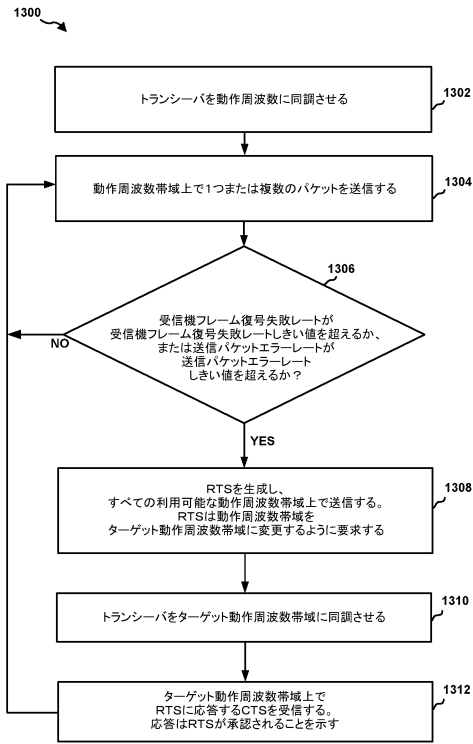 1300
トランシーバを動作周波数に同調させる
1302
動作周波数帯域上で1つまたは複数のパケットを送信する
1304
1306
受信機フレーム復号失敗レートが
受信機フレーム復号失敗レートしきい値を超えるか、
または送信パケットエラーレートが
送信パケットエラーレート
しきい値を超えるか？
NO
YES
RTSを生成し、
すべての利用可能な動作周波数帯域上で送信する。
RTSは動作周波数帯域を
ターゲット動作周波数帯域に変更するように要求する
1308
トランシーバをターゲット動作周波数帯域に同調させる
1310
ターゲット動作周波数帯域上で
RTSに応答するCTSを受信する。
応答はRTSが承認されることを示す
1312